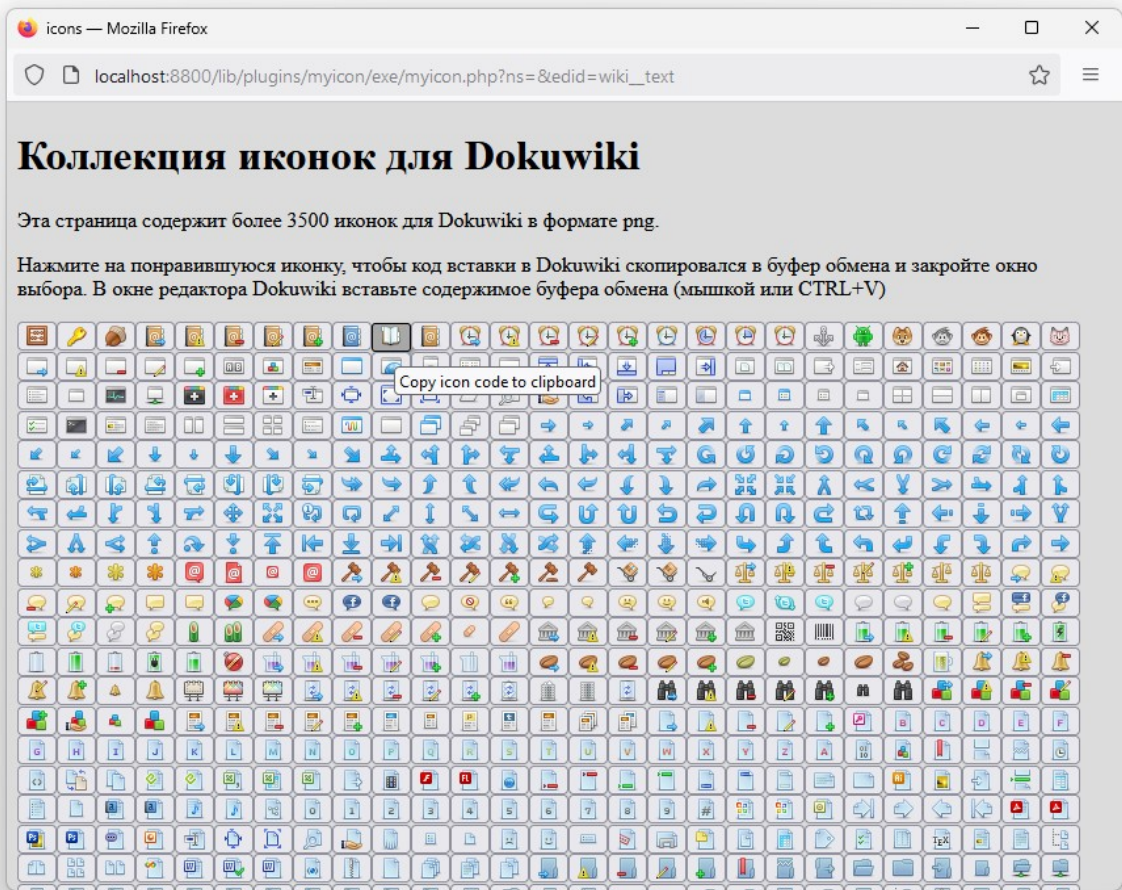 icons — Mozilla Firefox
localhost:8800/lib/plugins/myicon/exe/myicon.php?ns=&edid=wiki__text
Коллекция иконок для Dokuwiki
Эта страница содержит более 3500 иконок для Dokuwiki в формате png.
Нажмите на понравившуюся иконку, чтобы код вставки в Dokuwiki скопировался в буфер обмена и закройте окно
выбора. В окне редактора Dokuwiki вставьте содержимое буфера обмена (мышкой или CTRL+V)
Copy icon code to clipboard